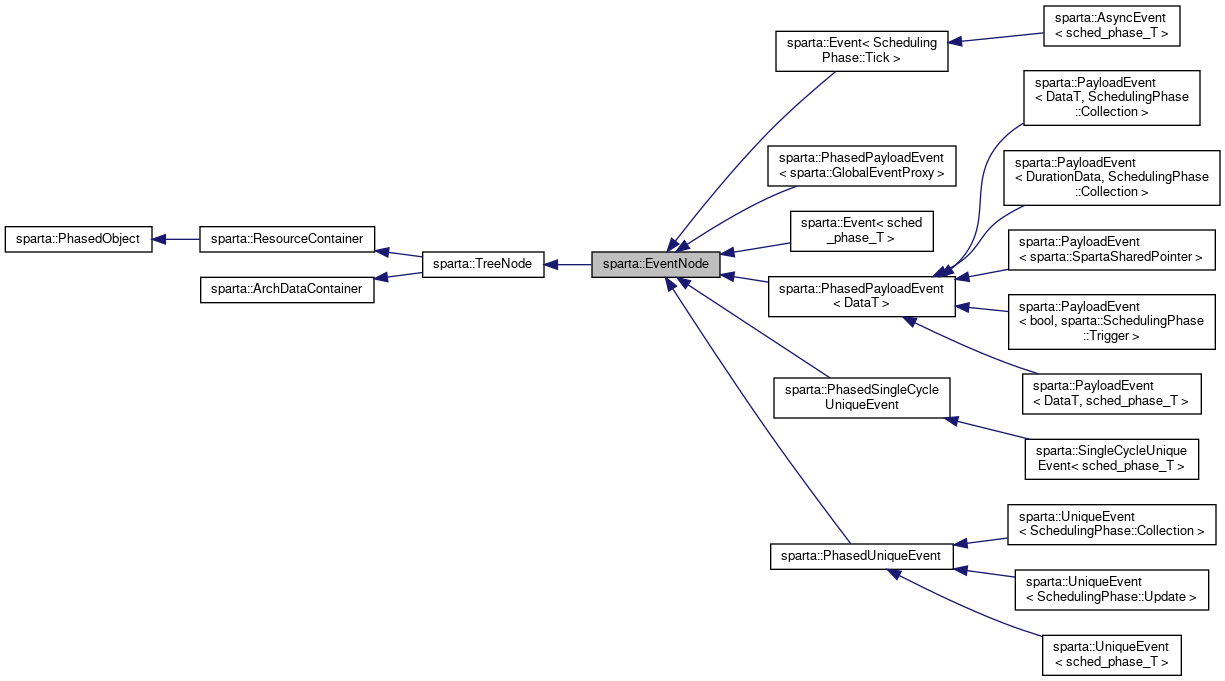 sparta::PhasedObject
sparta::ResourceContainer
sparta::ArchDataContainer
sparta::TreeNode
sparta::EventNode
sparta::Event< Scheduling
Phase::Tick >
sparta::PhasedPayloadEvent
< sparta::GlobalEventProxy >
sparta::Event< sched
_phase_T >
sparta::PhasedPayloadEvent
< DataT >
sparta::PhasedSingleCycle
UniqueEvent
sparta::PhasedUniqueEvent
sparta::AsyncEvent
< sched_phase_T >
sparta::PayloadEvent
< DataT, SchedulingPhase
::Collection >
sparta::PayloadEvent
< DurationData, SchedulingPhase
::Collection >
sparta::PayloadEvent
< sparta::SpartaSharedPointer >
sparta::PayloadEvent
< bool, sparta::SchedulingPhase
::Trigger >
sparta::PayloadEvent
< DataT, sched_phase_T >
sparta::SingleCycleUnique
Event< sched_phase_T >
sparta::UniqueEvent
< SchedulingPhase::Collection >
sparta::UniqueEvent
< SchedulingPhase::Update >
sparta::UniqueEvent
< sched_phase_T >